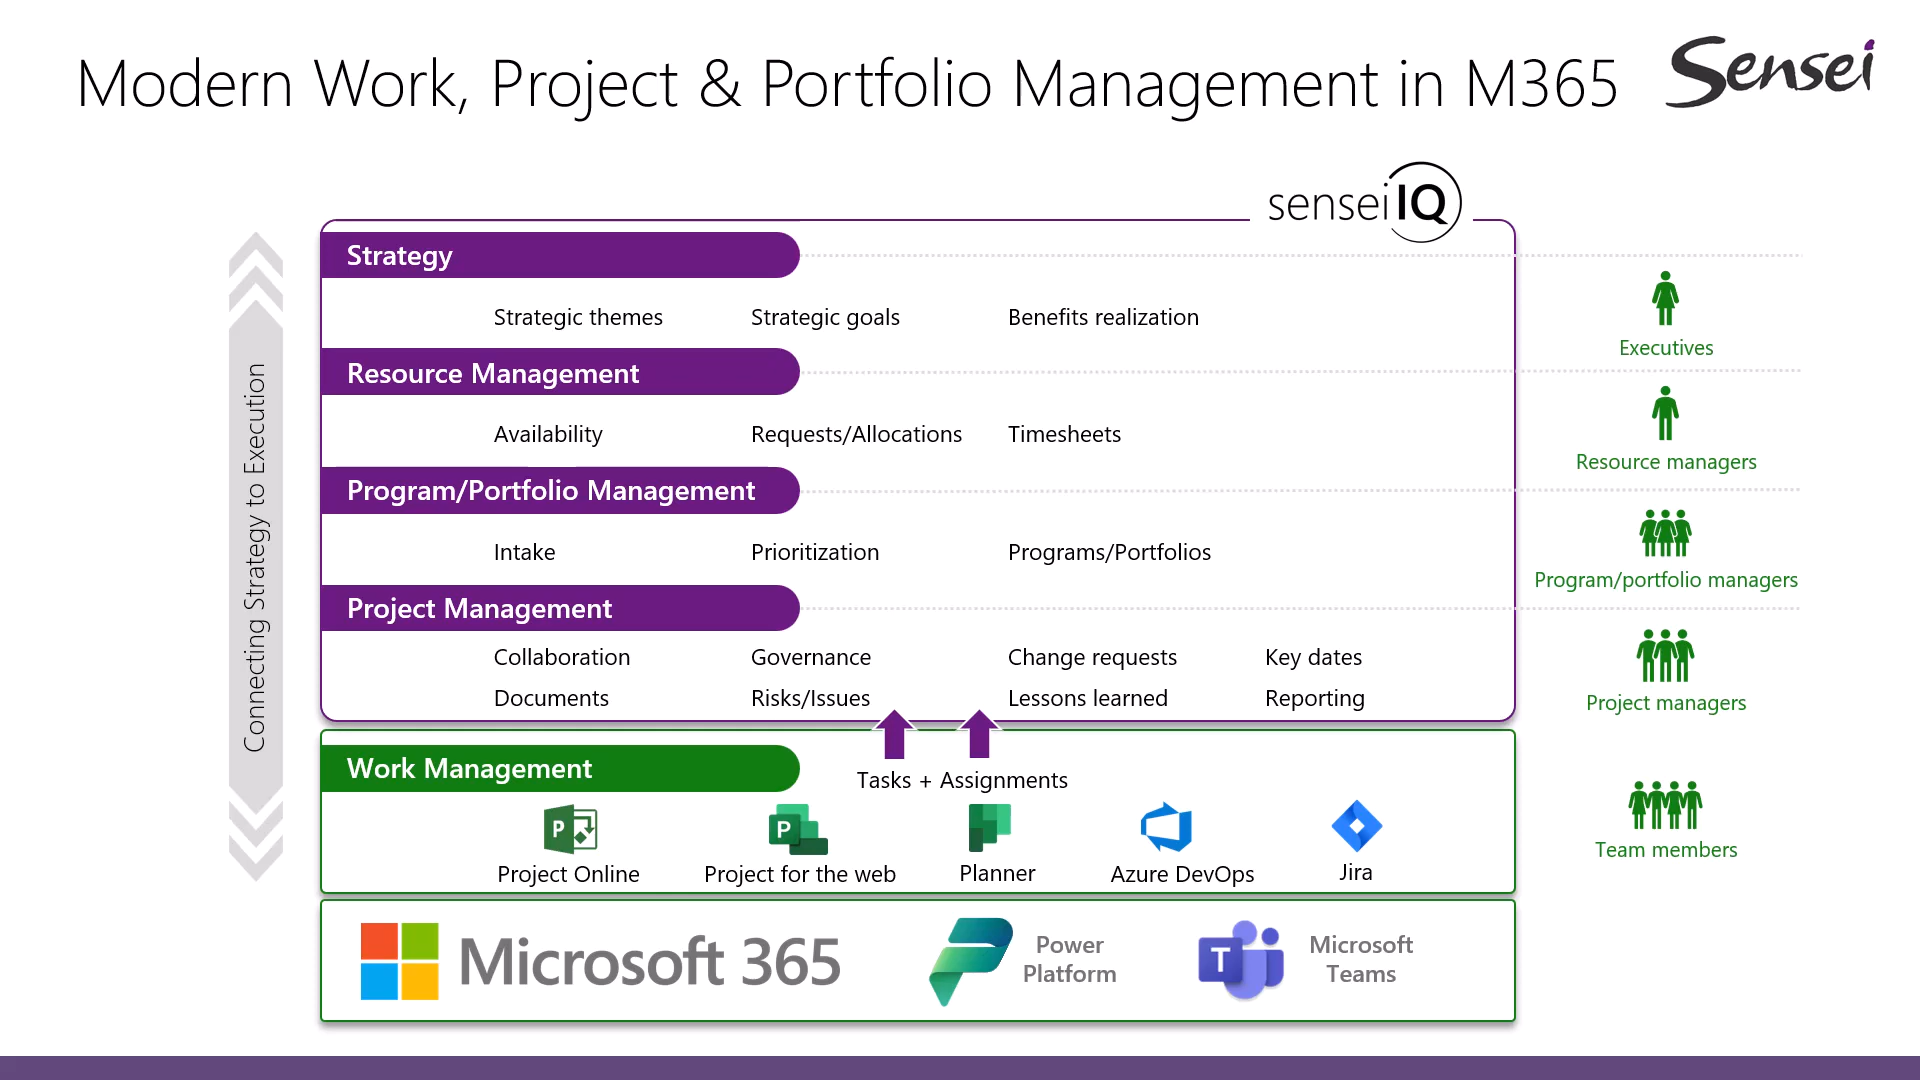 Modern Work, Project & Portfolio Management in M365
Sensei
sensei IQ
Connecting Strategy to Execution
Strategy
Strategic themes
Strategic goals
Benefits realization
Executives
Resource Management
Availability
Requests/Allocations
Timesheets
Resource managers
Program/Portfolio Management
Intake
Prioritization
Programs/Portfolios
Program/portfolio managers
Project Management
Collaboration
Governance
Change requests
Key dates
Documents
Risks/Issues
Lessons learned
Reporting
Project managers
Work Management
Tasks + Assignments
P
Project Online
P
Project for the web
Planner
Azure DevOps
Jira
Team members
Microsoft 365
Power
Platform
T
Microsoft
Teams